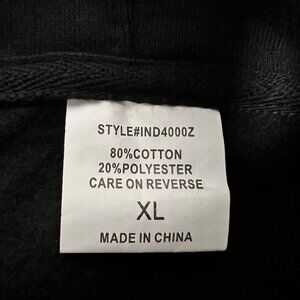 STYLE#IND4000Z
80%COTTON
20%POLYESTER
CARE ON REVERSE
XL
MADE IN CHINA